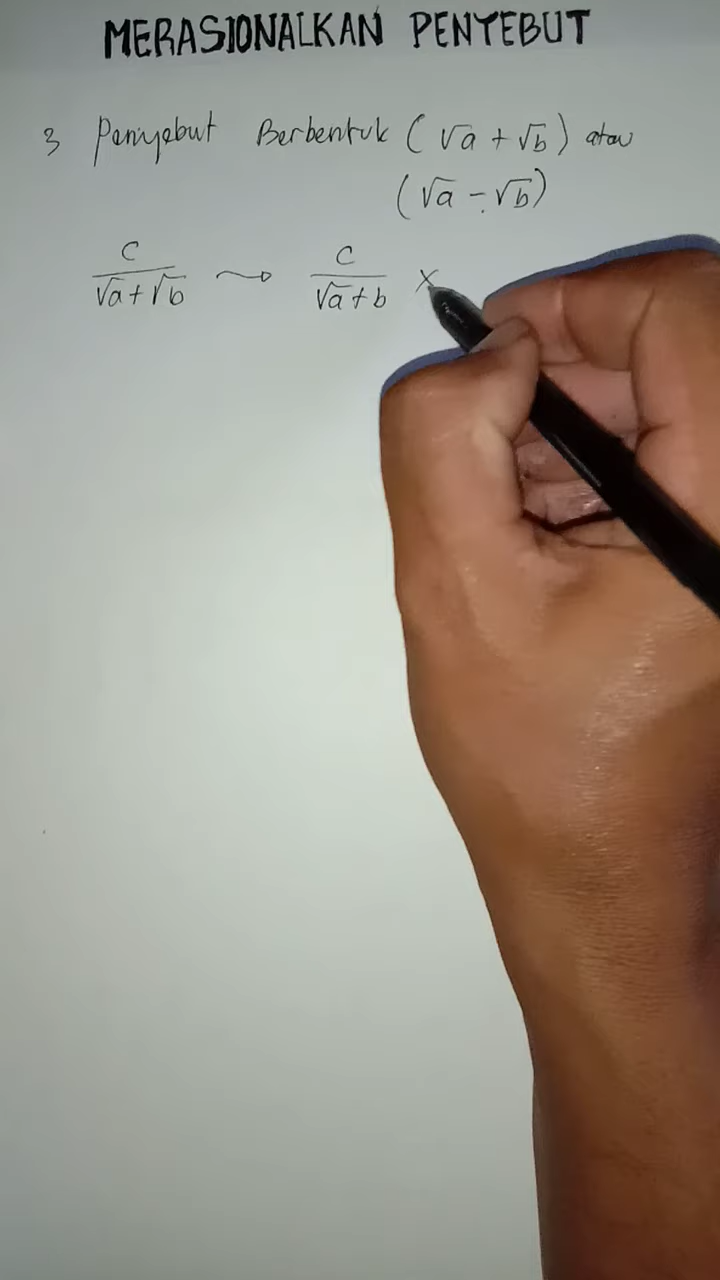 MERASIONALKAN PENYEBUT
3 Penyebut Berbentuk (√a + √b) atau
(√a - √b)
c/(√a+√b) ⟿ c/(√a+b) ×